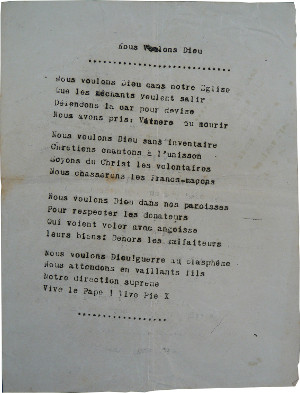 Nous Voulons Dieu
Nous voulons Dieu dans notre Eglise
Que les méchants veulent salir
Défendons la car pour devise
Nous avons pris: Vaincre ou mourir
Nous voulons Dieu sans inventaire
Chrétiens chantons à l'unisson
Soyons du Christ les volontaires
Nous chasserons les Francs-maçons
Nous voulons Dieu dans nos paroisses
Pour respecter les donateurs
Qui voient voler avec angoisse
leurs biens: Dehors les malfaiteurs
Nous voulons Dieu!guerre au blasphème
Nous attendons en vaillants fils
Notre direction suprème
Vive le Pape ! Vive Pie X